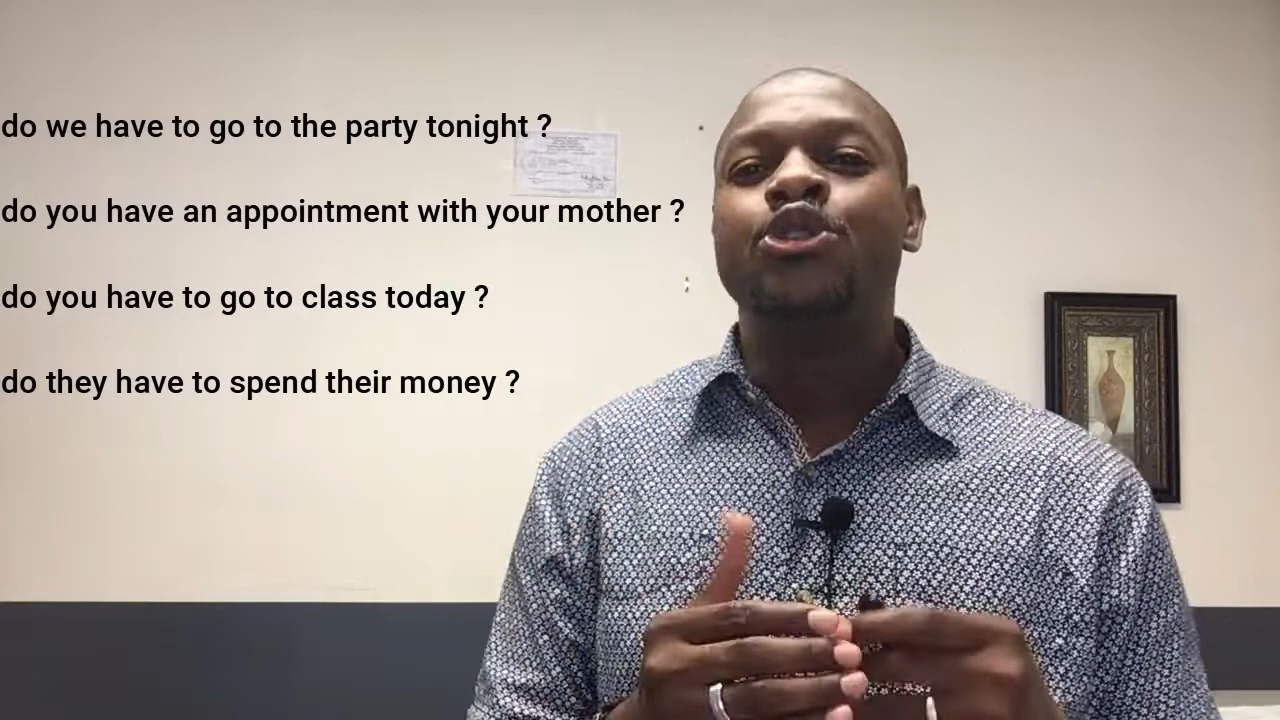 do we have to go to the party tonight ?
do you have an appointment with your mother ?
do you have to go to class today ?
do they have to spend their money ?